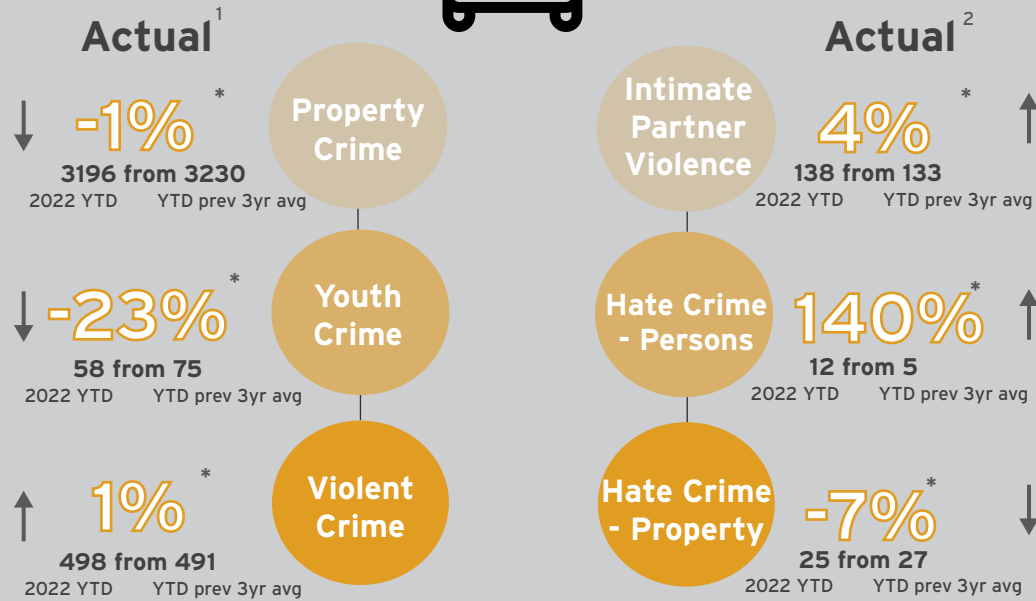 Actual 1
-1% *
3196 from 3230
2022 YTD YTD prev 3yr avg
Property
Crime
-23% *
58 from 75
2022 YTD YTD prev 3yr avg
Youth
Crime
1% *
498 from 491
2022 YTD YTD prev 3yr avg
Violent
Crime
Actual 2
Intimate
Partner
Violence
4% *
138 from 133
2022 YTD YTD prev 3yr avg
Hate Crime
- Persons
140% *
12 from 5
2022 YTD YTD prev 3yr avg
Hate Crime
- Property
-7% *
25 from 27
2022 YTD YTD prev 3yr avg